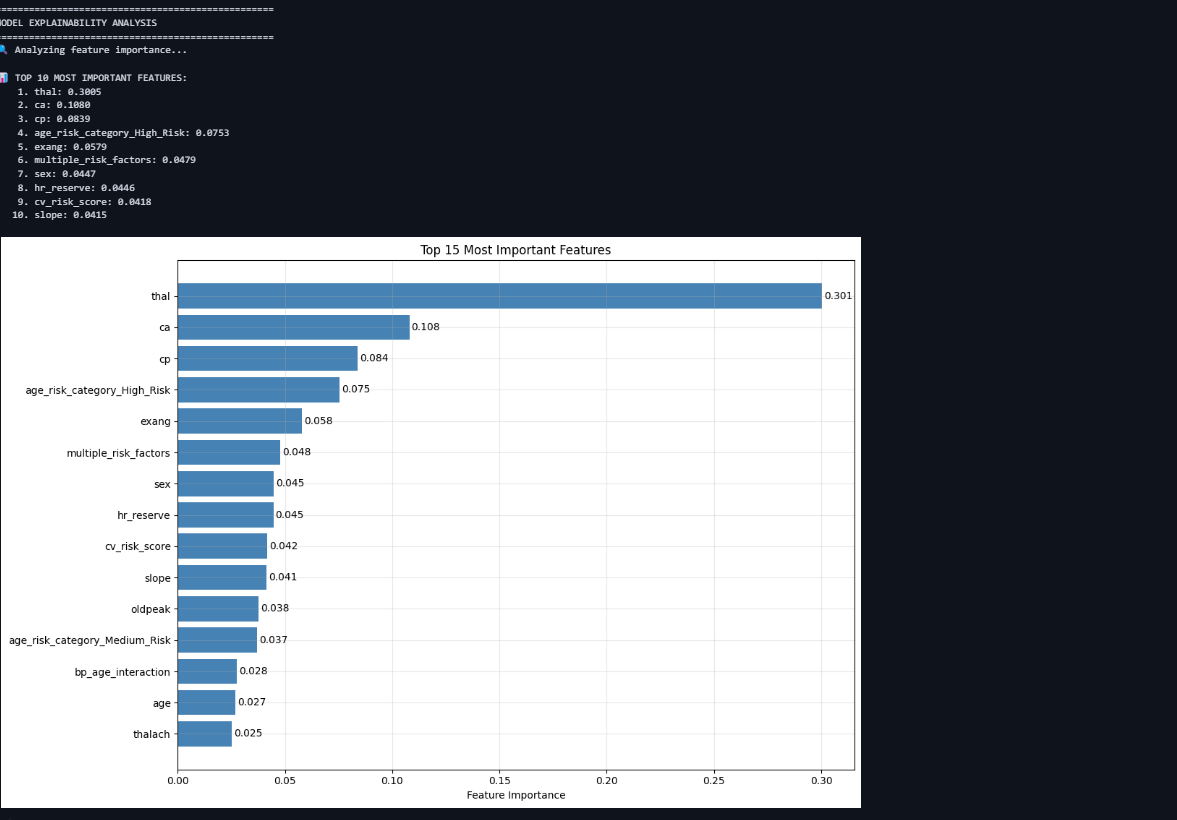 ==================================================
MODEL EXPLAINABILITY ANALYSIS
==================================================
🔍 Analyzing feature importance...
📊 TOP 10 MOST IMPORTANT FEATURES:
1. thal: 0.3005
2. ca: 0.1080
3. cp: 0.0839
4. age_risk_category_High_Risk: 0.0753
5. exang: 0.0579
6. multiple_risk_factors: 0.0479
7. sex: 0.0447
8. hr_reserve: 0.0446
9. cv_risk_score: 0.0418
10. slope: 0.0415
Top 15 Most Important Features
thal 0.301
ca 0.108
cp 0.084
age_risk_category_High_Risk 0.075
exang 0.058
multiple_risk_factors 0.048
sex 0.045
hr_reserve 0.045
cv_risk_score 0.042
slope 0.041
oldpeak 0.038
age_risk_category_Medium_Risk 0.037
bp_age_interaction 0.028
age 0.027
thalach 0.025
0.00 0.05 0.10 0.15 0.20 0.25 0.30
Feature Importance